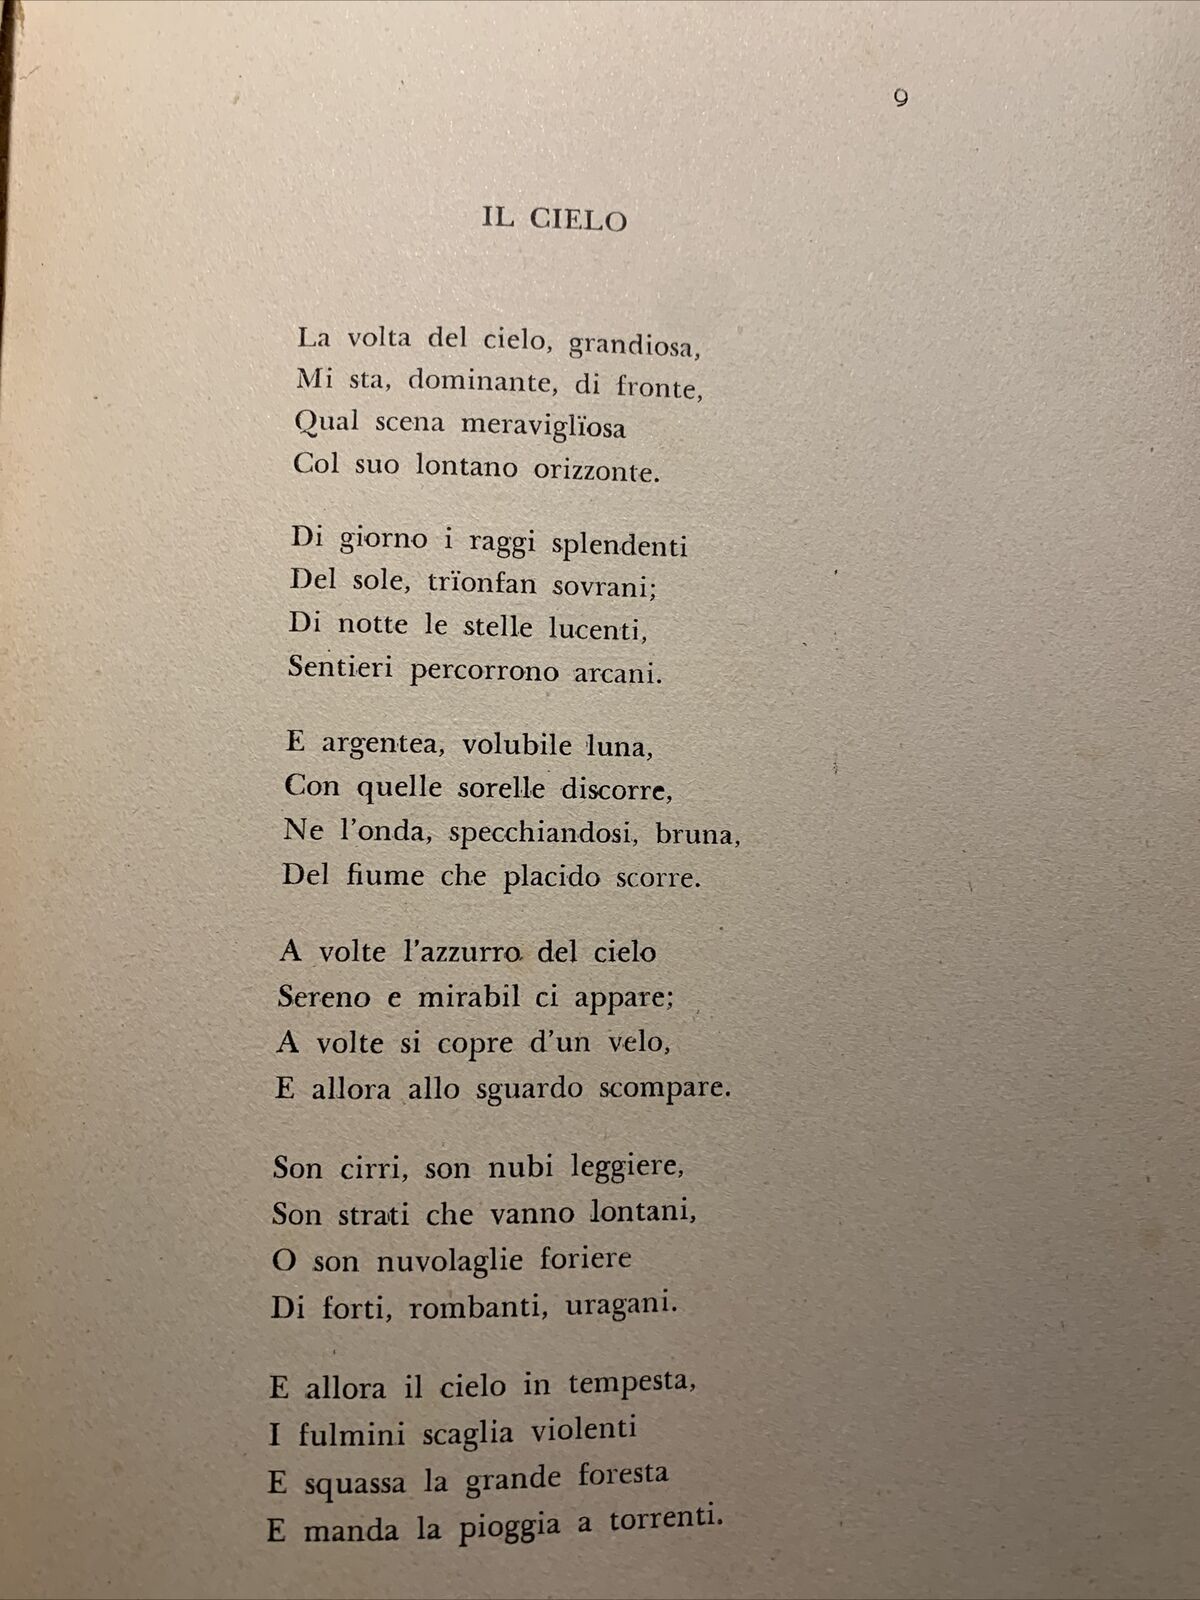 9
IL CIELO
La volta del cielo, grandiosa,
Mi sta, dominante, di fronte,
Qual scena meraviglïosa
Col suo lontano orizzonte.
Di giorno i raggi splendenti
Del sole, trïonfan sovrani;
Di notte le stelle lucenti,
Sentieri percorrono arcani.
E argentea, volubile luna,
Con quelle sorelle discorre,
Ne l'onda, specchiandosi, bruna,
Del fiume che placido scorre.
A volte l'azzurro del cielo
Sereno e mirabil ci appare;
A volte si copre d'un velo,
E allora allo sguardo scompare.
Son cirri, son nubi leggiere,
Son strati che vanno lontani,
O son nuvolaglie foriere
Di forti, rombanti, uragani.
E allora il cielo in tempesta,
I fulmini scaglia violenti
E squassa la grande foresta
E manda la pioggia a torrenti.